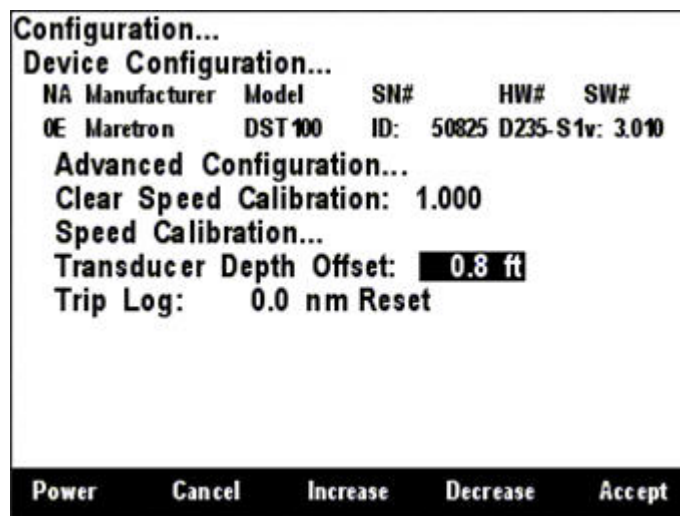 Configuration...
Device Configuration...
NA Manufacturer Model SN# HW# SW#
0E Maretron DST100 ID: 50825 D235-S1v: 3.010
Advanced Configuration...
Clear Speed Calibration: 1.000
Speed Calibration...
Transducer Depth Offset: 0.8 ft
Trip Log: 0.0 nm Reset
Power Cancel Increase Decrease Accept